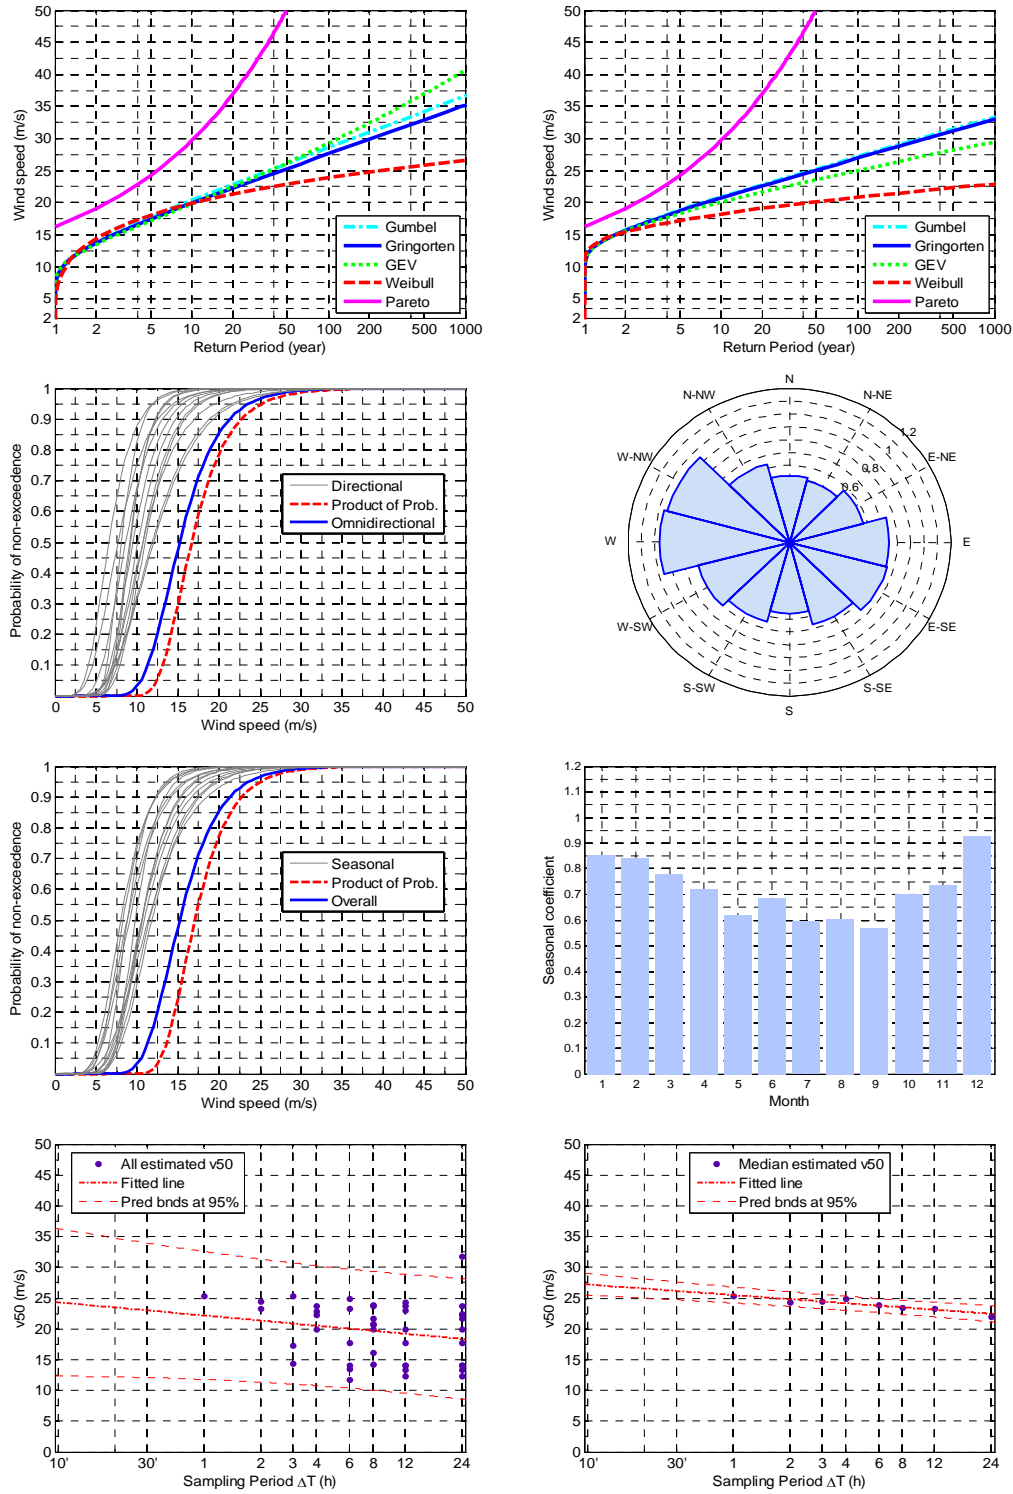 50
45
40
35
30
25
20
15
10
5
2
Wind speed (m/s)
Gumbel
Gringorten
GEV
Weibull
Pareto
1 2 5 10 20 50 100 200 500 1000
Return Period (year)
50
45
40
35
30
25
20
15
10
5
2
Wind speed (m/s)
Gumbel
Gringorten
GEV
Weibull
Pareto
1 2 5 10 20 50 100 200 500 1000
Return Period (year)
1
0.9
0.8
0.7
0.6
0.5
0.4
0.3
0.2
0.1
Probability of non-exceedence
Directional
Product of Prob.
Omnidirectional
0 5 10 15 20 25 30 35 40 45 50
Wind speed (m/s)
N
N-NW
N-NE
1.2
W-NW
1
E-NE
0.8
0.6
W
E
W-SW
E-SE
S-SW
S-SE
S
1
0.9
0.8
0.7
0.6
0.5
0.4
0.3
0.2
0.1
Probability of non-exceedence
Seasonal
Product of Prob.
Overall
0 5 10 15 20 25 30 35 40 45 50
Wind speed (m/s)
1.2
1.1
1
0.9
0.8
0.7
0.6
0.5
0.4
0.3
0.2
0.1
0
Seasonal coefficient
1 2 3 4 5 6 7 8 9 10 11 12
Month
50
45
40
35
30
25
20
15
10
5
0
v50 (m/s)
All estimated v50
Fitted line
Pred bnds at 95%
10' 30' 1 2 3 4 6 8 12 24
Sampling Period ΔT (h)
50
45
40
35
30
25
20
15
10
5
0
v50 (m/s)
Median estimated v50
Fitted line
Pred bnds at 95%
10' 30' 1 2 3 4 6 8 12 24
Sampling Period ΔT (h)